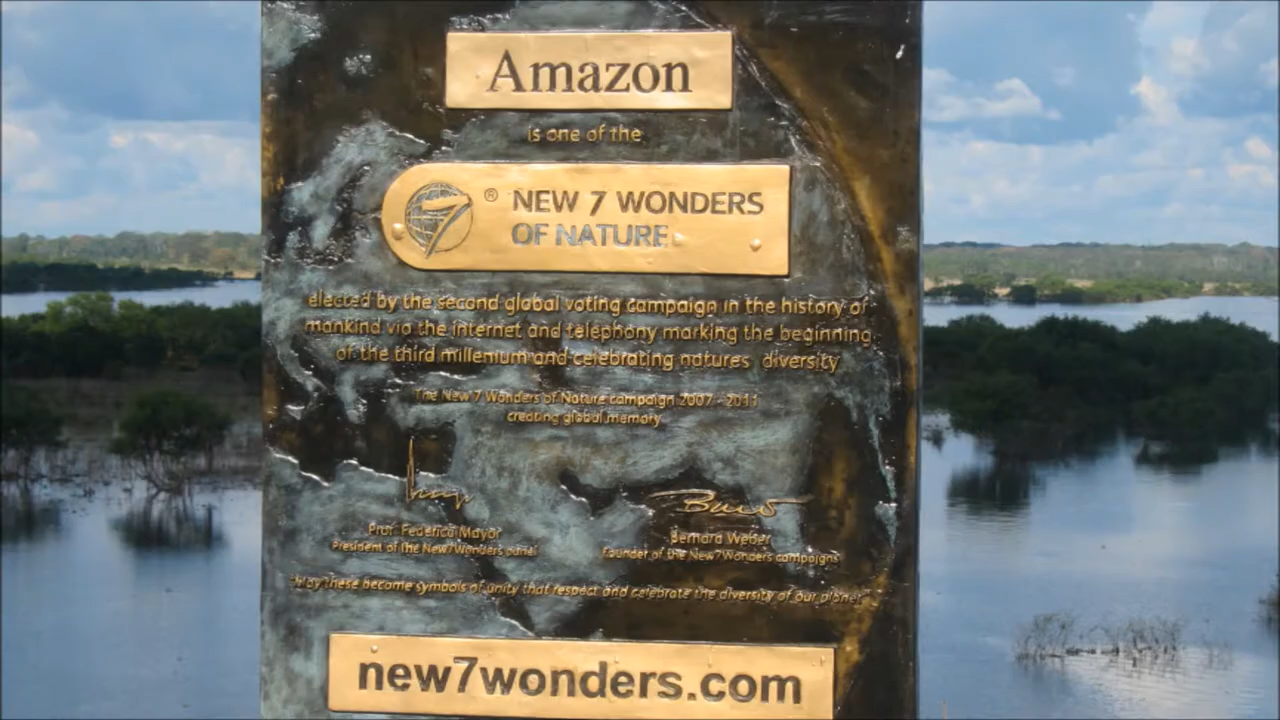 Amazon
is one of the
® NEW 7 WONDERS
OF NATURE
elected by the second global voting campaign in the history of
mankind via the internet and telephony marking the beginning
of the third millenium and celebrating natures diversity
The New 7 Wonders of Nature campaign 2007 - 2011
creating global memory
Prof Federico Mayor
President of the New7Wonders panel
Bernard Weber
founder of the New7Wonders campaigns
"May these become symbols of unity that respect and celebrate the diversity of our planet"
new7wonders.com